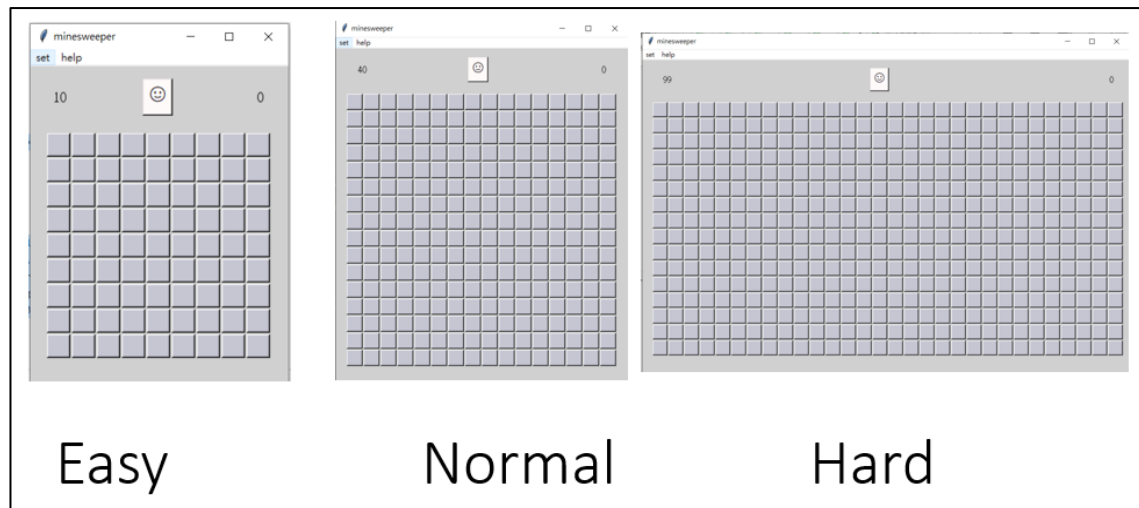 minesweeper
set help
10 0
minesweeper
set help
40 0
minesweeper
set help
99 0
Easy Normal Hard